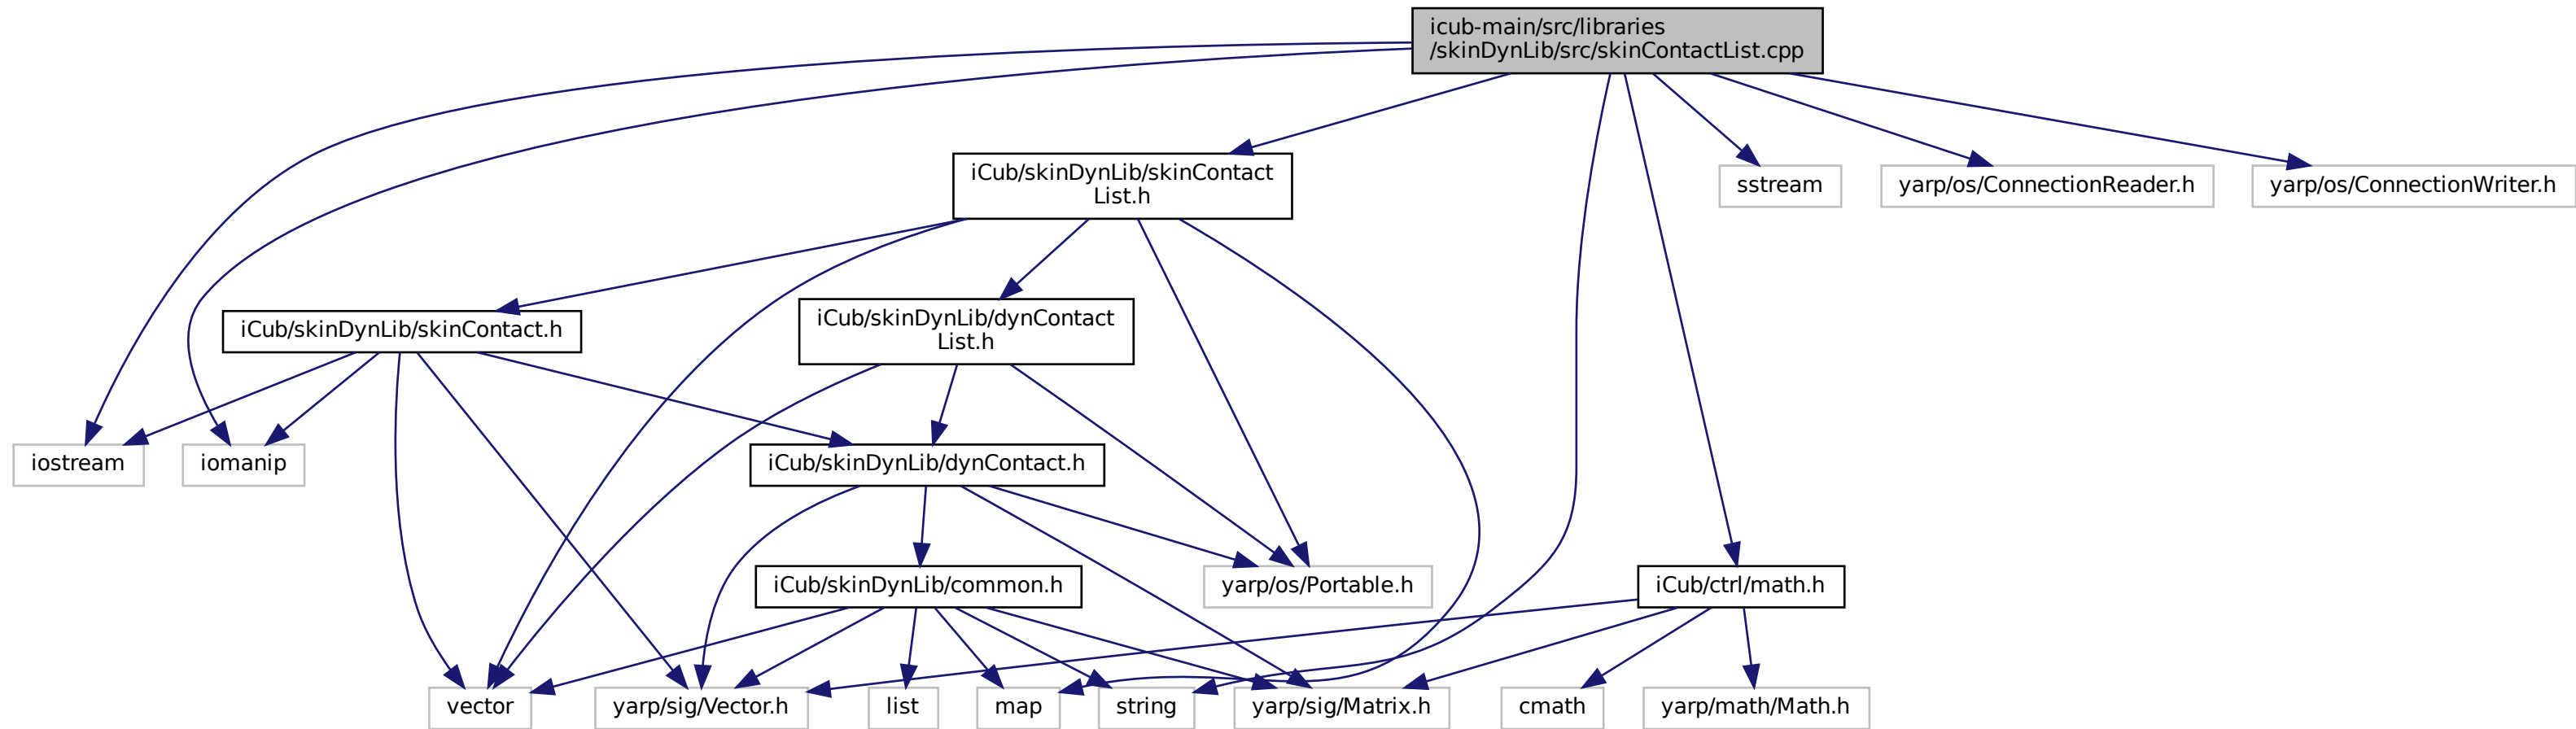 icub-main/src/libraries
/skinDynLib/src/skinContactList.cpp
iCub/skinDynLib/skinContact
List.h
sstream
yarp/os/ConnectionReader.h
yarp/os/ConnectionWriter.h
iCub/skinDynLib/skinContact.h
iCub/skinDynLib/dynContact
List.h
iostream
iomanip
iCub/skinDynLib/dynContact.h
iCub/skinDynLib/common.h
yarp/os/Portable.h
iCub/ctrl/math.h
vector
yarp/sig/Vector.h
list
map
string
yarp/sig/Matrix.h
cmath
yarp/math/Math.h